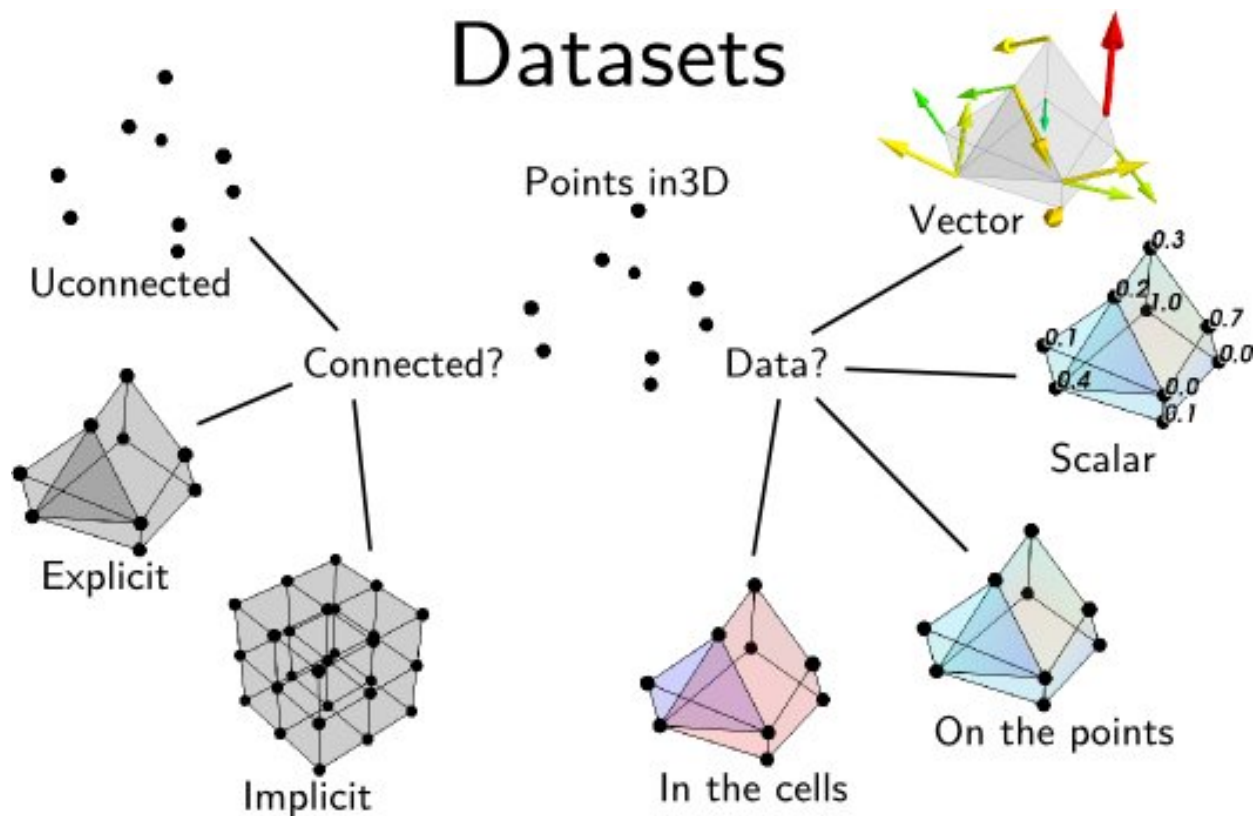 Datasets
Points in3D
Vector
Uconnected
0.3
0.2
1.0
0.7
0.1
0.0
0.4
0.0
0.1
Connected?
Data?
Scalar
Explicit
On the points
Implicit
In the cells